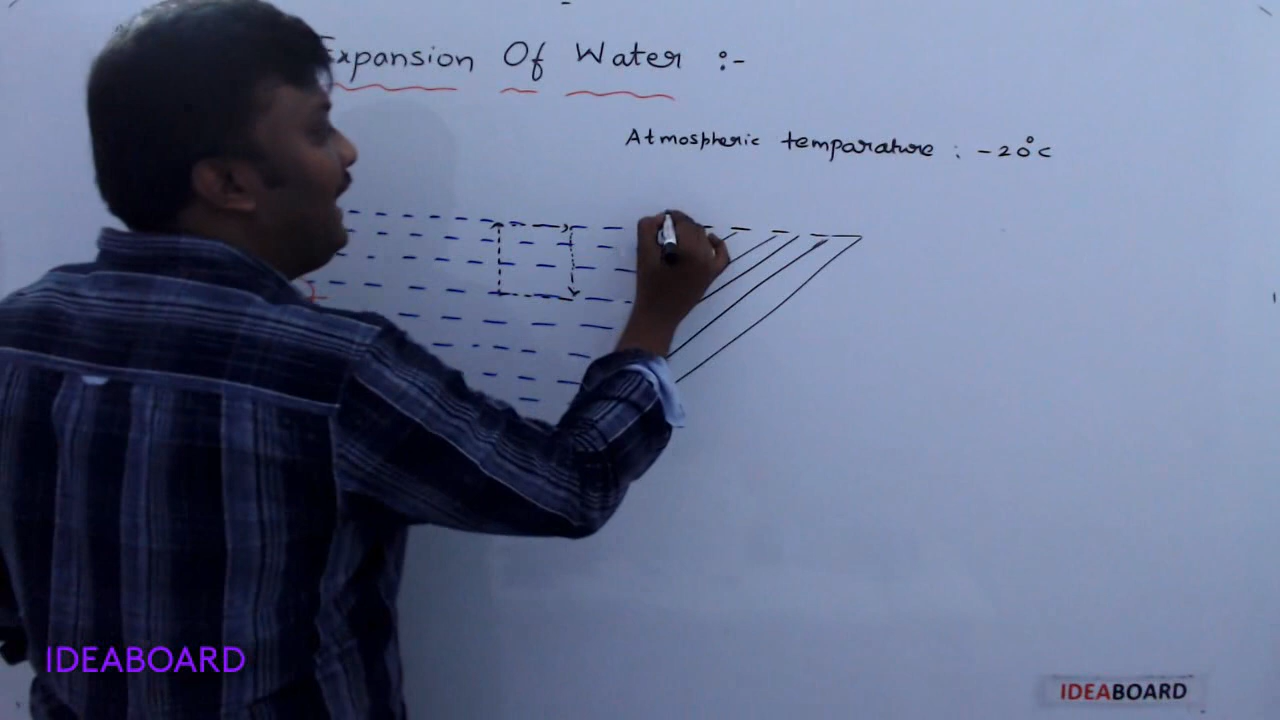 Expansion Of Water :-
Atmospheric temparature : -20°C
IDEABOARD
IDEABOARD